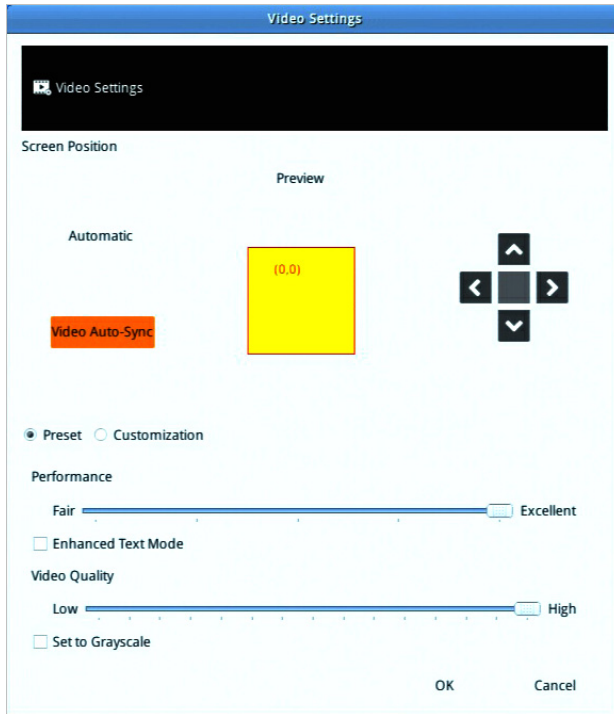 Video Settings
Video Settings
Screen Position
Preview
Automatic
(0,0)
Video Auto-Sync
Preset Customization
Performance
Fair Excellent
Enhanced Text Mode
Video Quality
Low High
Set to Grayscale
OK Cancel